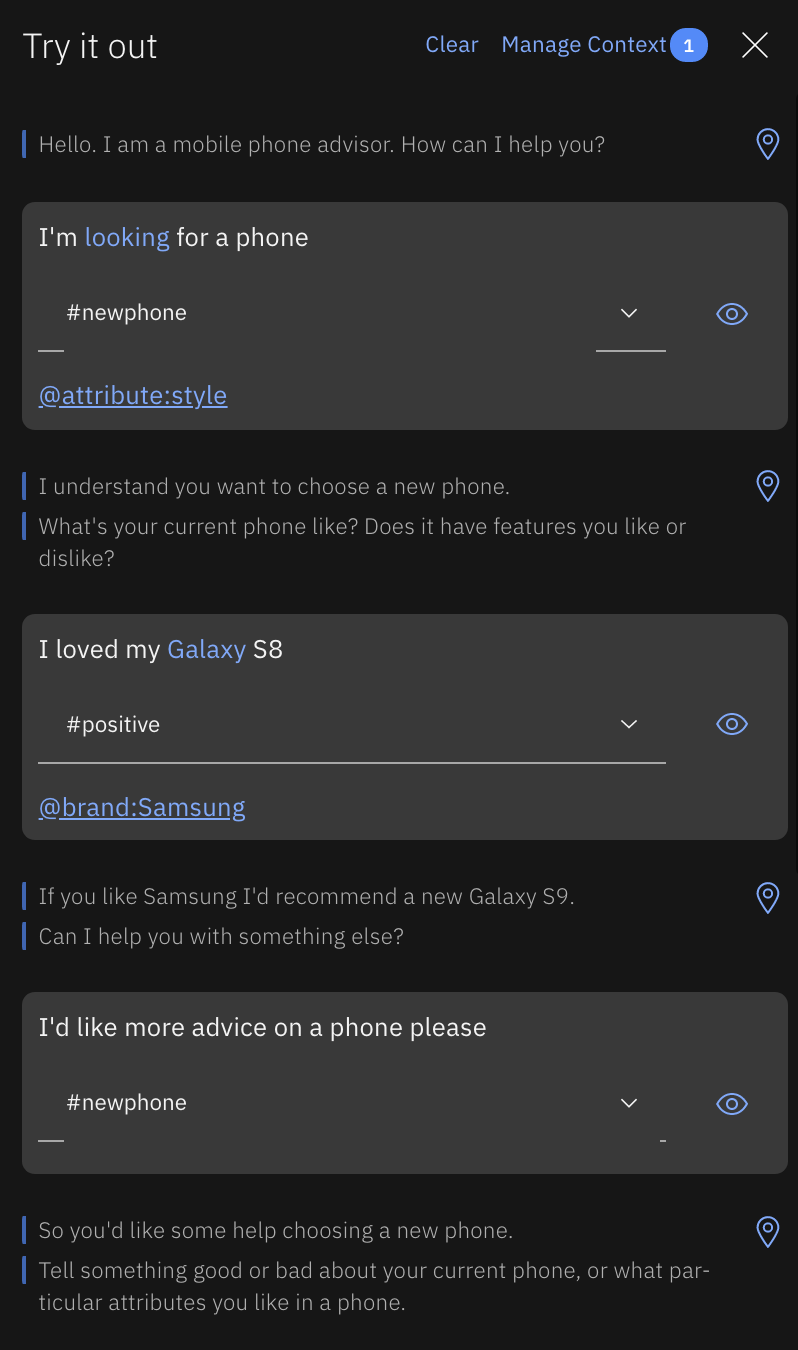 Try it out
Clear
Manage Context 1
Hello. I am a mobile phone advisor. How can I help you?
I'm looking for a phone
#newphone
@attribute:style
I understand you want to choose a new phone.
What's your current phone like? Does it have features you like or
dislike?
I loved my Galaxy S8
#positive
@brand:Samsung
If you like Samsung I'd recommend a new Galaxy S9.
Can I help you with something else?
I'd like more advice on a phone please
#newphone
So you'd like some help choosing a new phone.
Tell something good or bad about your current phone, or what par-
ticular attributes you like in a phone.